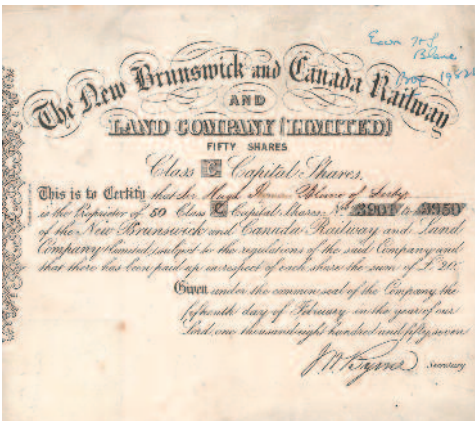 The New Brunswick and Canada Railway
AND
LAND COMPANY (LIMITED)
FIFTY SHARES
Class E Capital Shares.
This is to Certify that Sir Hugh Blane of
is the Proprietor of 50 Class E Capital Shares No 3901 to 3950
of the New Brunswick and Canada Railway and Land
Company limited, subject to the regulations of the said Company and
that there has been paid up in respect of each share the sum of £
Given under the common seal of the Company the
fifteenth day of February in the year of our
Lord, one thousand eight hundred and fifty seven
Secretary